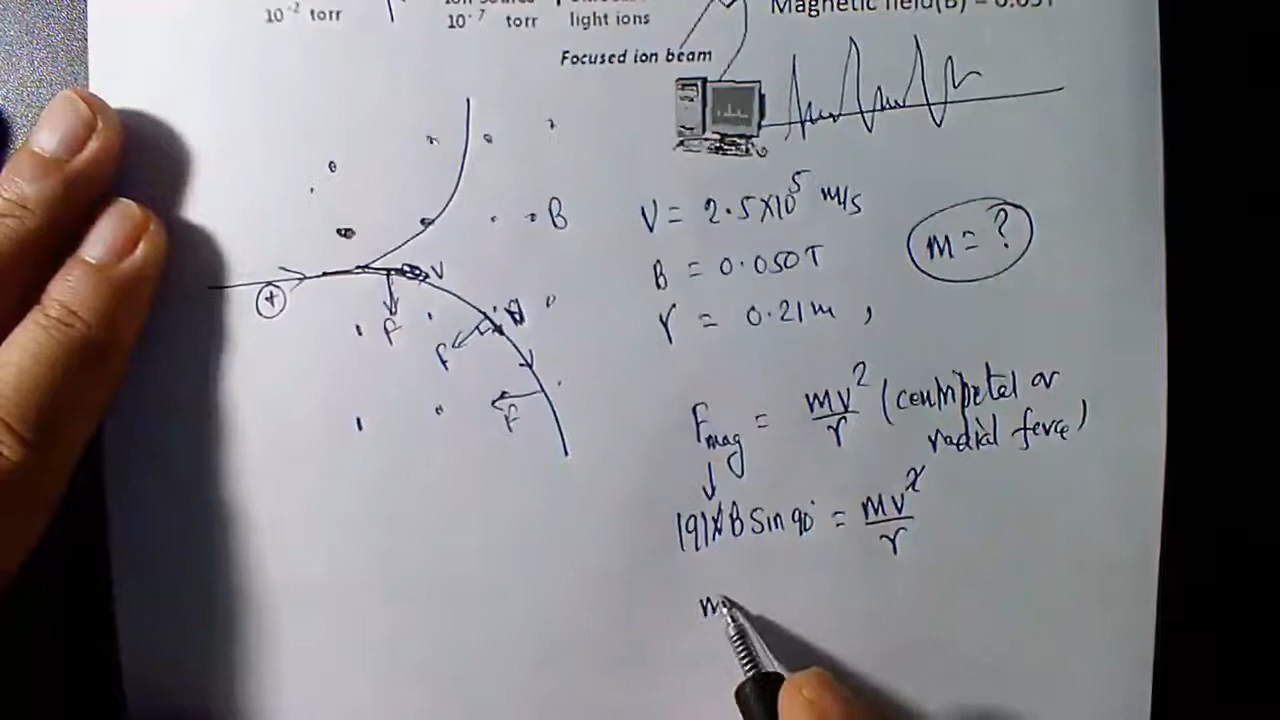 10⁻² torr
10⁻⁷ torr
light ions
Magnetic field(B) = 0.05T
Focused ion beam
B
V
+
F
F
F
V = 2.5×10⁵ m/s
B = 0.050T
r = 0.21m ,
m = ?
Fmag = mv²/r (centripetal or
radial force)
↓
|q|vB Sin 90° = mv²/r
m